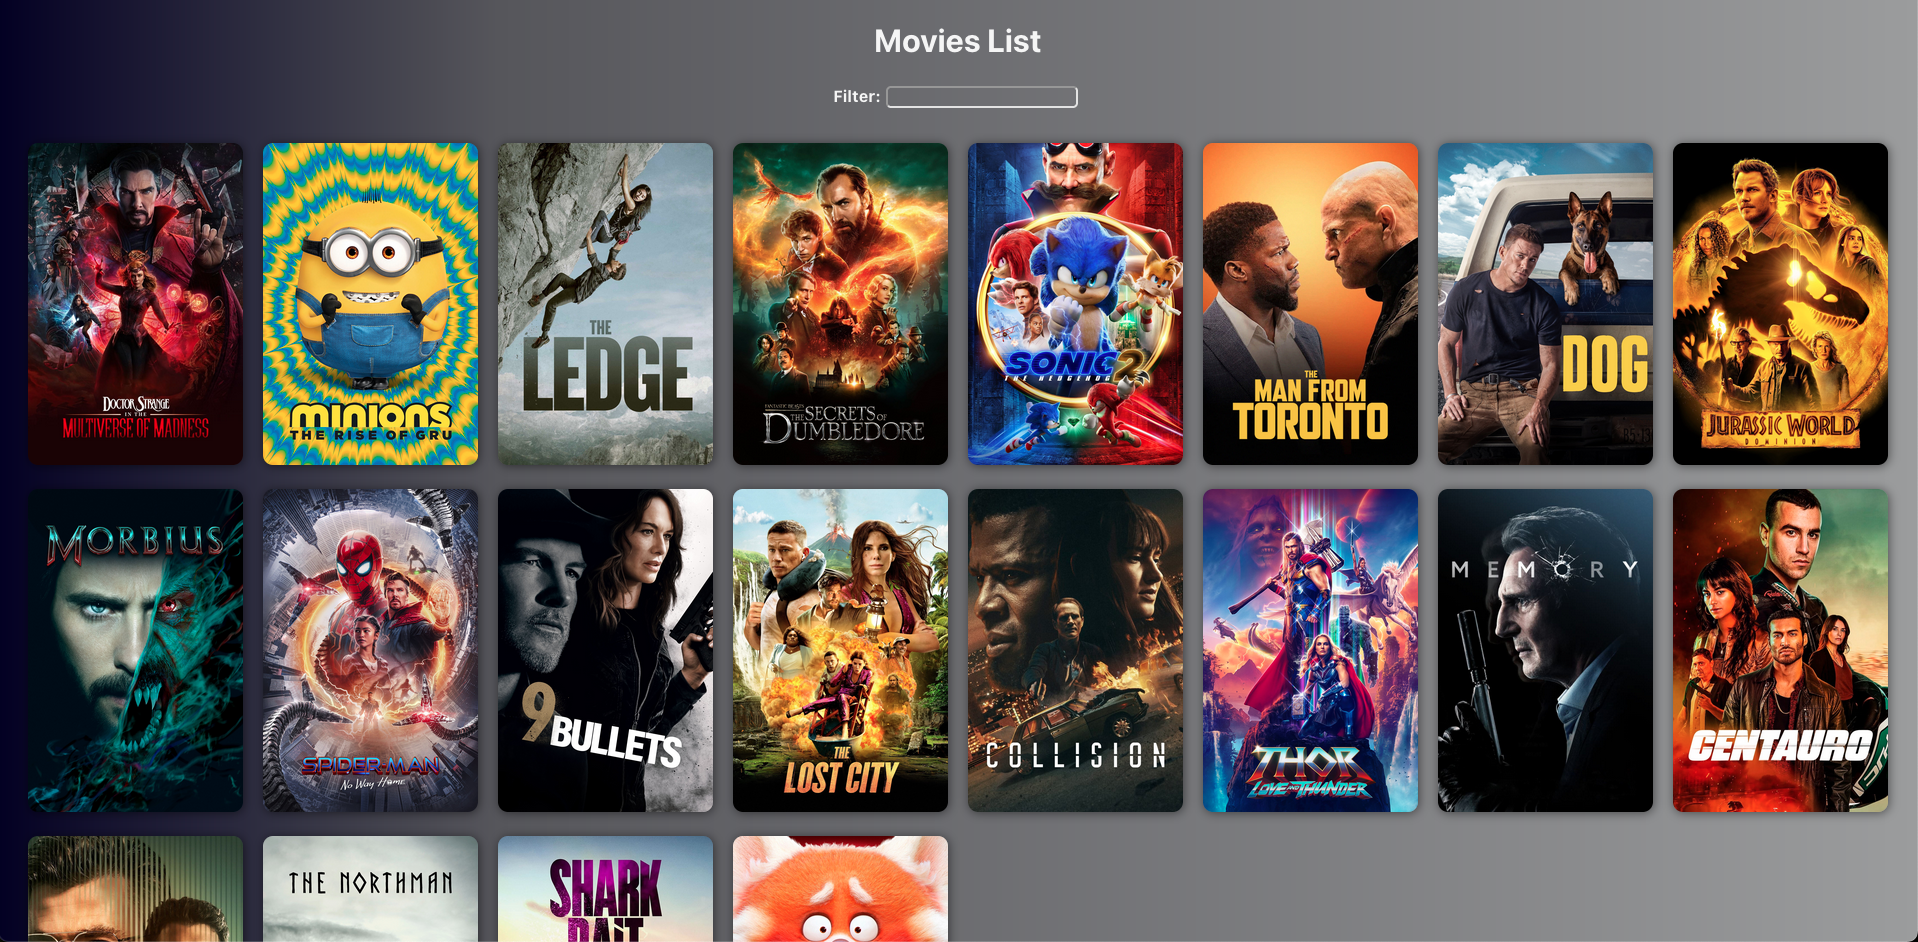 Movies List
Filter:
DOCTOR STRANGE
IN THE
MULTIVERSE OF MADNESS
MINIONS
THE RISE OF GRU
THE
LEDGE
FANTASTIC BEASTS
THE SECRETS OF
DUMBLEDORE
SONIC 2
THE HEDGEHOG
THE
MAN FROM
TORONTO
DOG
JURASSIC WORLD
DOMINION
MORBIUS
SPIDER-MAN
No Way Home
9 BULLETS
THE
LOST CITY
COLLISION
THOR
LOVE AND THUNDER
MEMORY
CENTAURO
THE NORTHMAN
SHARK
BAIT